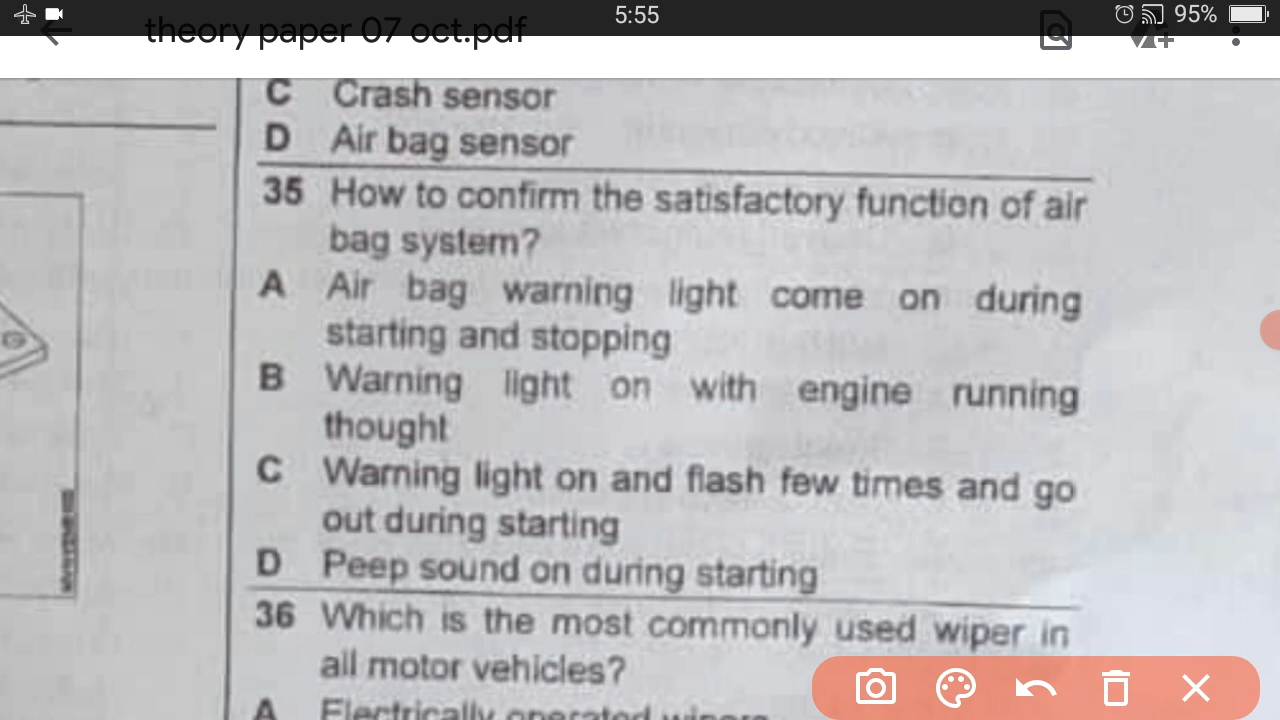 5:55
95%
theory paper 07 oct.pdf
C Crash sensor
D Air bag sensor
35 How to confirm the satisfactory function of air
bag system?
A Air bag warning light come on during
starting and stopping
B Warning light on with engine running
thought
C Warning light on and flash few times and go
out during starting
D Peep sound on during starting
36 Which is the most commonly used wiper in
all motor vehicles?
A Electrically operated wipers